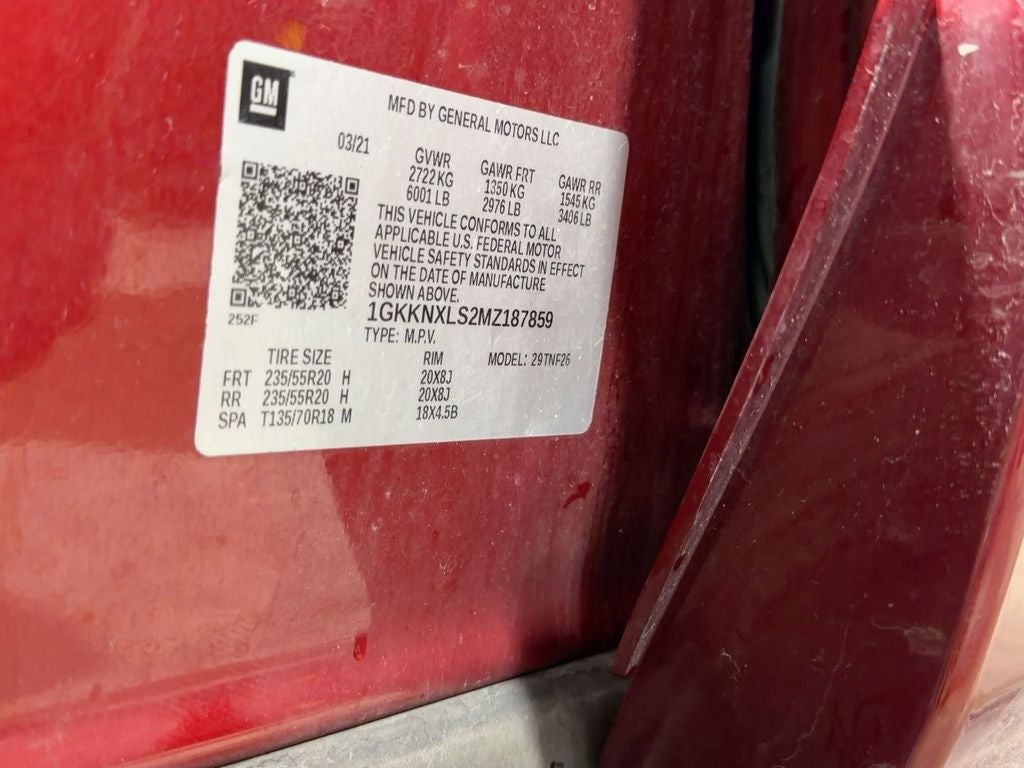 GM
MFD BY GENERAL MOTORS LLC
03/21
GVWR GAWR FRT GAWR RR
2722 KG 1350 KG 1545 KG
6001 LB 2976 LB 3406 LB
THIS VEHICLE CONFORMS TO ALL
APPLICABLE U.S. FEDERAL MOTOR
VEHICLE SAFETY STANDARDS IN EFFECT
ON THE DATE OF MANUFACTURE
SHOWN ABOVE.
252F
1GKKNXLS2MZ187859
TYPE: M.P.V.
TIRE SIZE RIM MODEL: 29TNF26
FRT 235/55R20 H 20X8J
RR 235/55R20 H 20X8J
SPA T135/70R18 M 18X4.5B